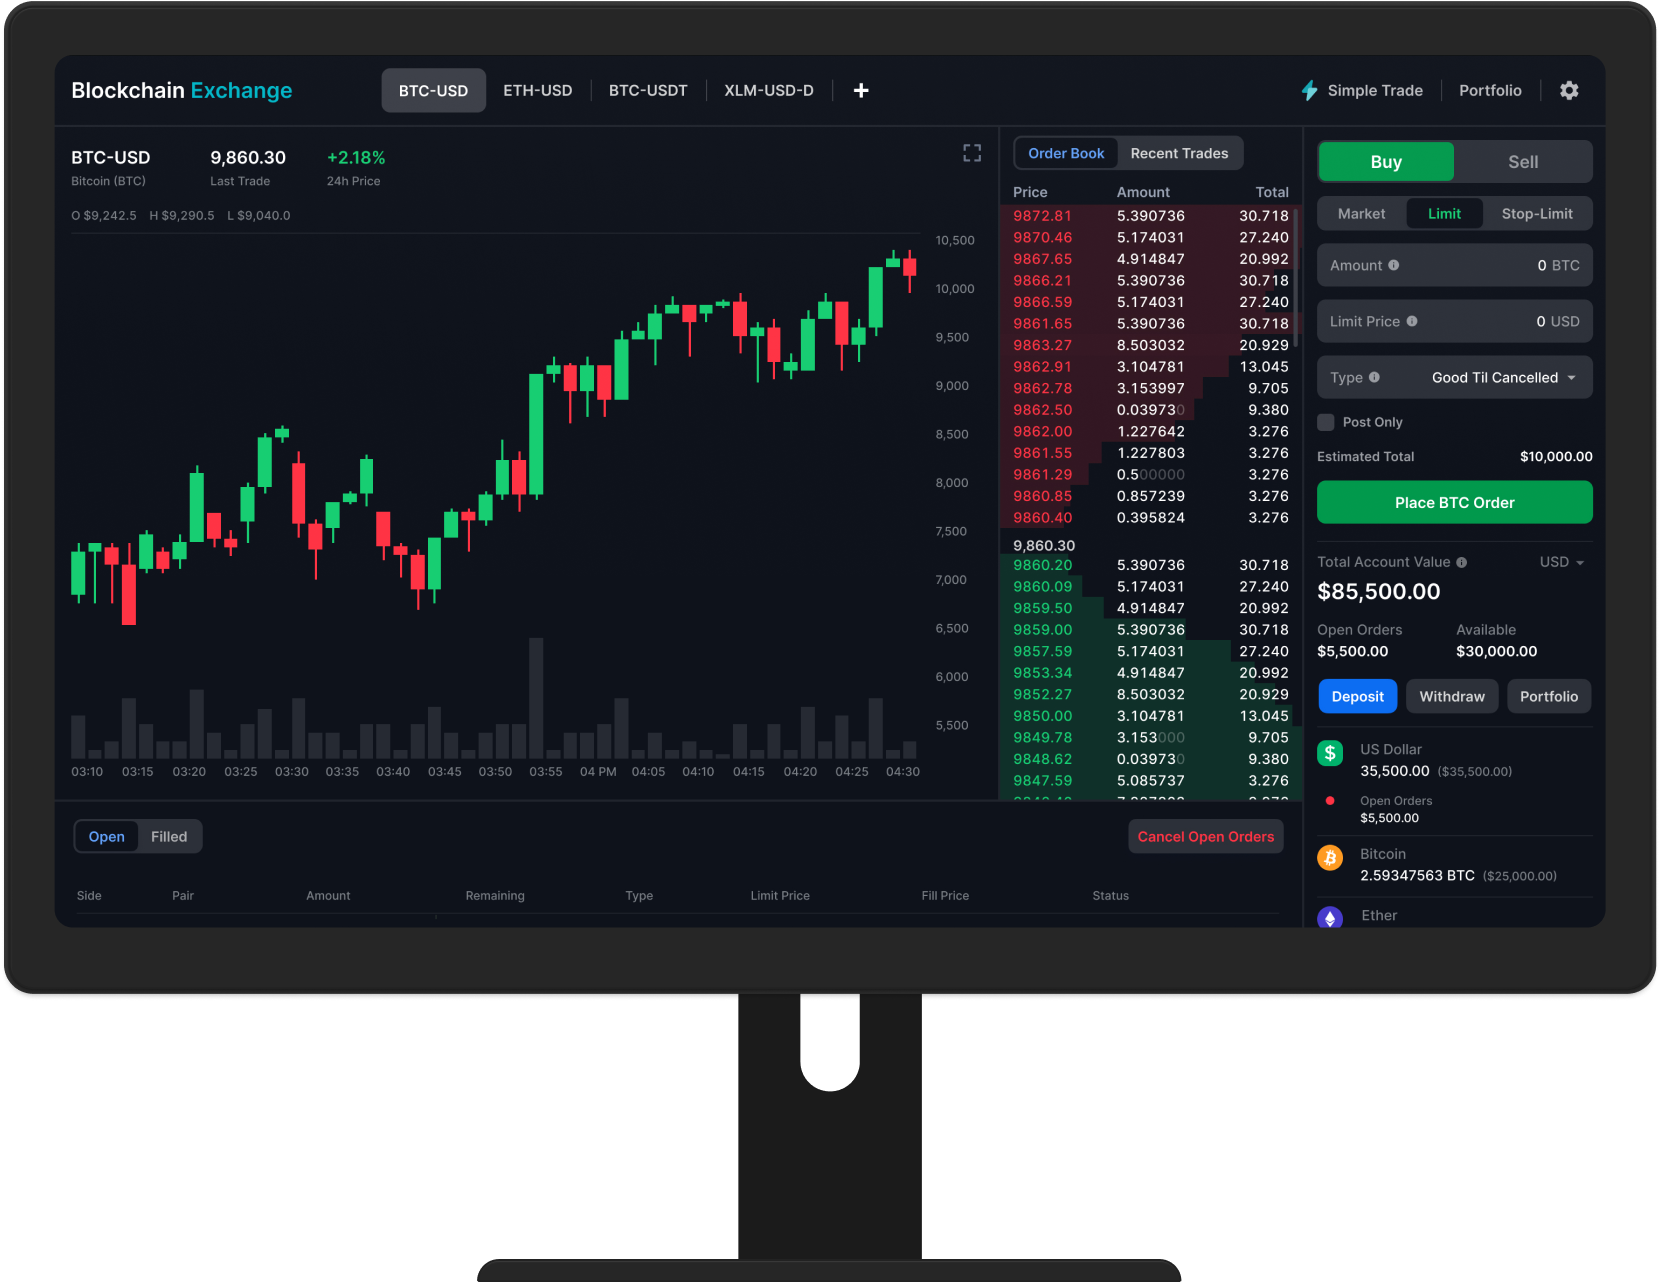 Blockchain Exchange
BTC-USD
ETH-USD
BTC-USDT
XLM-USD-D
Simple Trade
Portfolio
BTC-USD 9,860.30 +2.18%
Bitcoin (BTC) Last Trade 24h Price
O $9,242.5 H $9,290.5 L $9,040.0
10,500
10,000
9,500
9,000
8,500
8,000
7,500
7,000
6,500
6,000
5,500
03:10 03:15 03:20 03:25 03:30 03:35 03:40 03:45 03:50 03:55 04 PM 04:05 04:10 04:15 04:20 04:25 04:30
Order Book Recent Trades
Price Amount Total
9872.81 5.390736 30.718
9870.46 5.174031 27.240
9867.65 4.914847 20.992
9866.21 5.390736 30.718
9866.59 5.174031 27.240
9861.65 5.390736 30.718
9863.27 8.503032 20.929
9862.91 3.104781 13.045
9862.78 3.153997 9.705
9862.50 0.039730 9.380
9862.00 1.227642 3.276
9861.55 1.227803 3.276
9861.29 0.500000 3.276
9860.85 0.857239 3.276
9860.40 0.395824 3.276
9,860.30
9860.20 5.390736 30.718
9860.09 5.174031 27.240
9859.50 4.914847 20.992
9859.00 5.390736 30.718
9857.59 5.174031 27.240
9853.34 4.914847 20.992
9852.27 8.503032 20.929
9850.00 3.104781 13.045
9849.78 3.153000 9.705
9848.62 0.039730 9.380
9847.59 5.085737 3.276
Buy Sell
Market Limit Stop-Limit
Amount 0 BTC
Limit Price 0 USD
Type Good Til Cancelled
Post Only
Estimated Total $10,000.00
Place BTC Order
Total Account Value USD
$85,500.00
Open Orders Available
$5,500.00 $30,000.00
Deposit Withdraw Portfolio
US Dollar
35,500.00 ($35,500.00)
Open Orders
$5,500.00
Bitcoin
2.59347563 BTC ($25,000.00)
Ether
Open Filled
Cancel Open Orders
Side Pair Amount Remaining Type Limit Price Fill Price Status